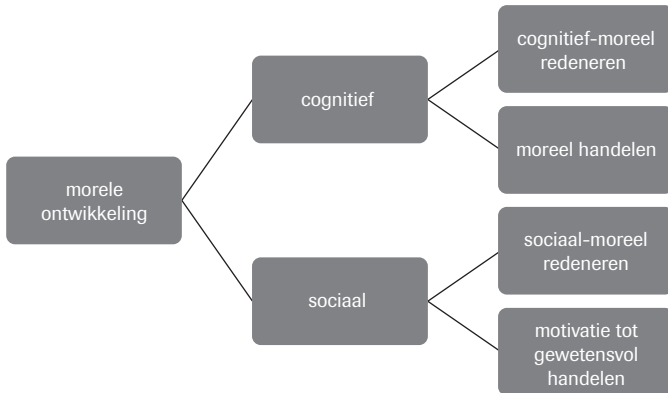 morele
ontwikkeling
cognitief
cognitief-moreel
redeneren
moreel handelen
sociaal
sociaal-moreel
redeneren
motivatie tot
gewetensvol
handelen